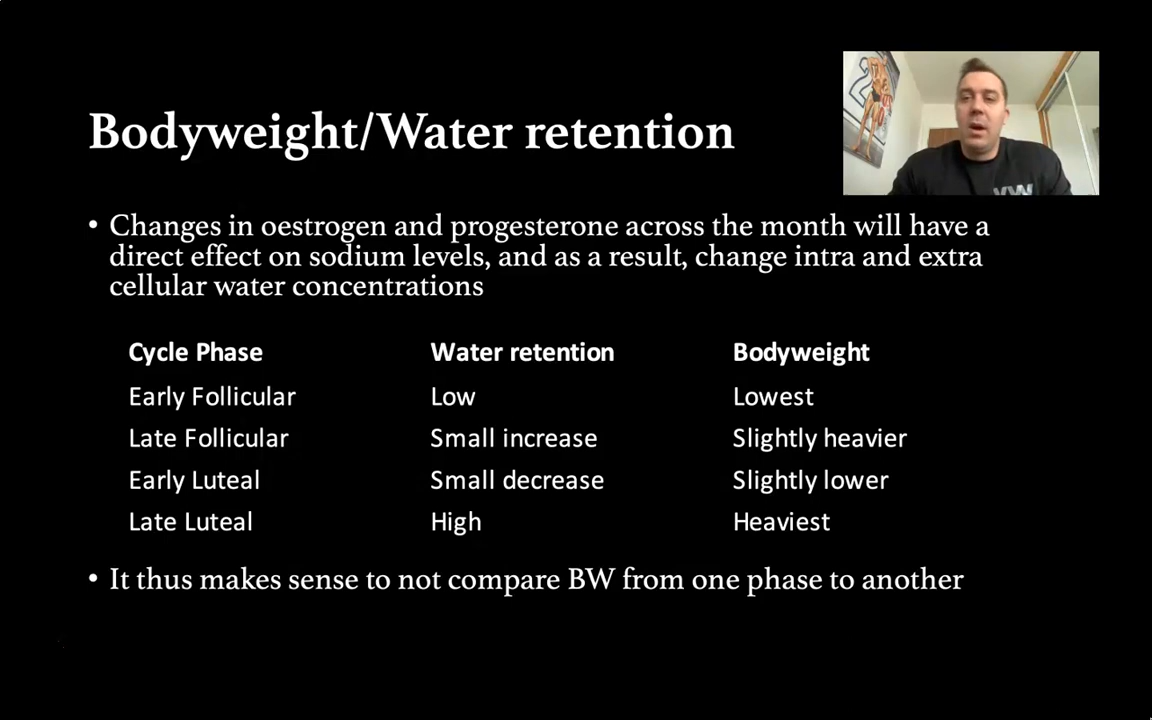 Bodyweight/Water retention
• Changes in oestrogen and progesterone across the month will have a
direct effect on sodium levels, and as a result, change intra and extra
cellular water concentrations
Cycle Phase Water retention Bodyweight
Early Follicular Low Lowest
Late Follicular Small increase Slightly heavier
Early Luteal Small decrease Slightly lower
Late Luteal High Heaviest
• It thus makes sense to not compare BW from one phase to another